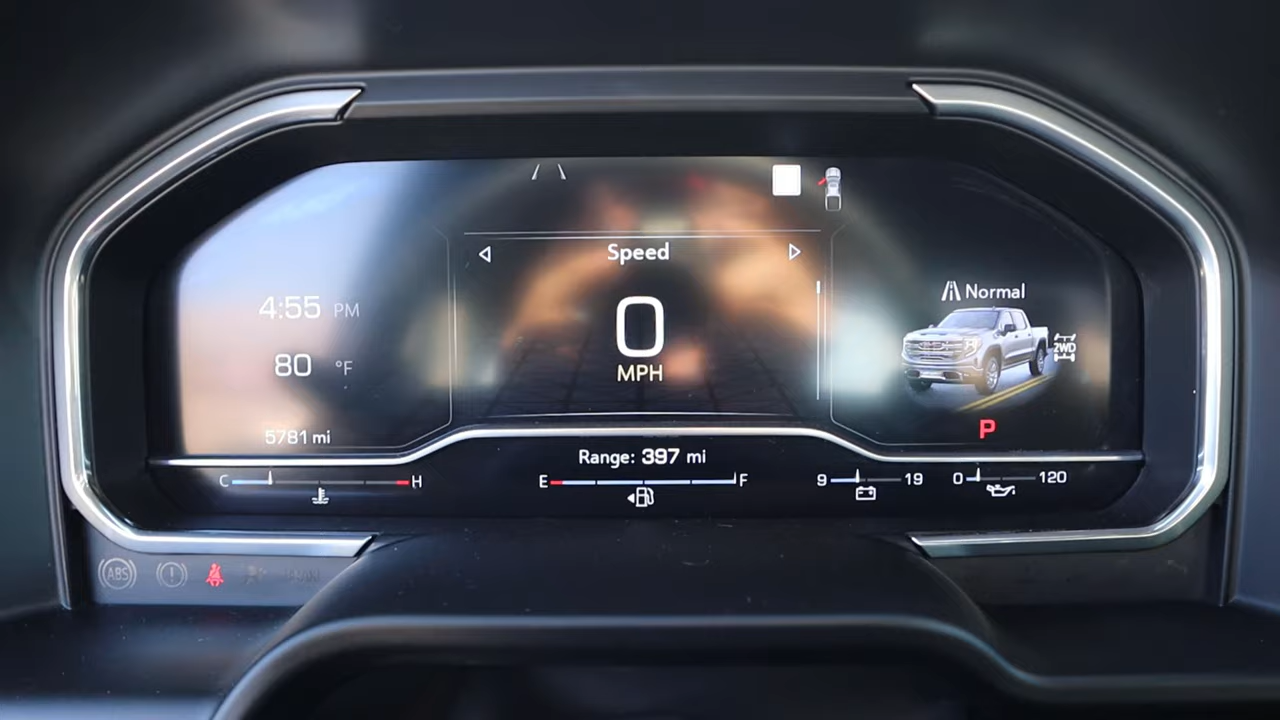 Speed
4:55 PM
0
MPH
80 °F
5781 mi
Normal
2WD
P
Range: 397 mi
C H
E F
9 19
0 120
ABS